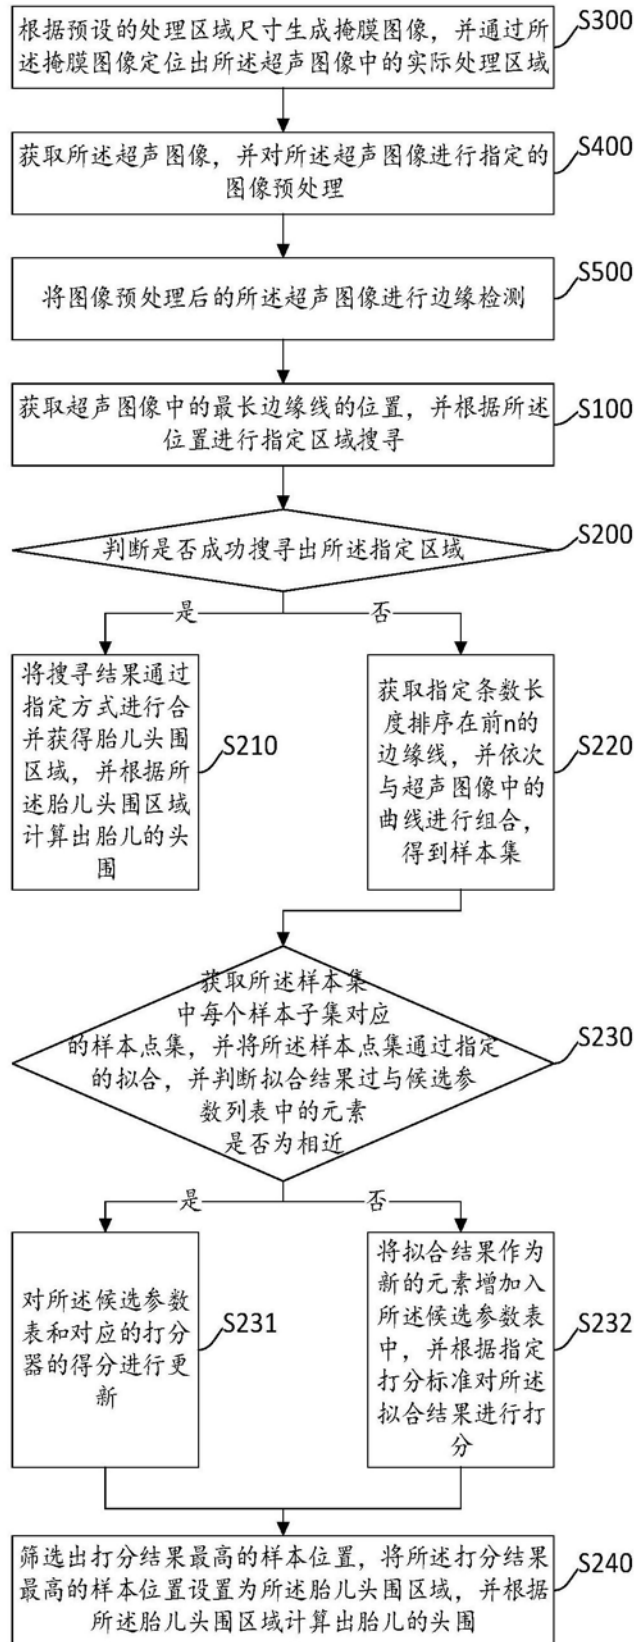 根据预设的处理区域尺寸生成掩膜图像，并通过所
述掩膜图像定位出所述超声图像中的实际处理区域
S300
获取所述超声图像，并对所述超声图像进行指定的
图像预处理
S400
将图像预处理后的所述超声图像进行边缘检测
S500
获取超声图像中的最长边缘线的位置，并根据所述
位置进行指定区域搜寻
S100
判断是否成功搜寻出所述指定区域
S200
是
否
将搜寻结果通过
指定方式进行合
并获得胎儿头围
区域，并根据所
述胎儿头围区域
计算出胎儿的头
围
S210
获取指定条数长
度排序在前n的
边缘线，并依次
与超声图像中的
曲线进行组合，
得到样本集
S220
获取所述样本集
中每个样本子集对应
的样本点集，并将所述样本点集通过指定
的拟合，并判断拟合结果过与候选参
数列表中的元素
是否为相近
S230
是
否
对所述候选参数
表和对应的打分
器的得分进行更
新
S231
将拟合结果作为
新的元素增加入
所述候选参数表
中，并根据指定
打分标准对所述
拟合结果进行打
分
S232
筛选出打分结果最高的样本位置，将所述打分结果
最高的样本位置设置为所述胎儿头围区域，并根据
所述胎儿头围区域计算出胎儿的头围
S240